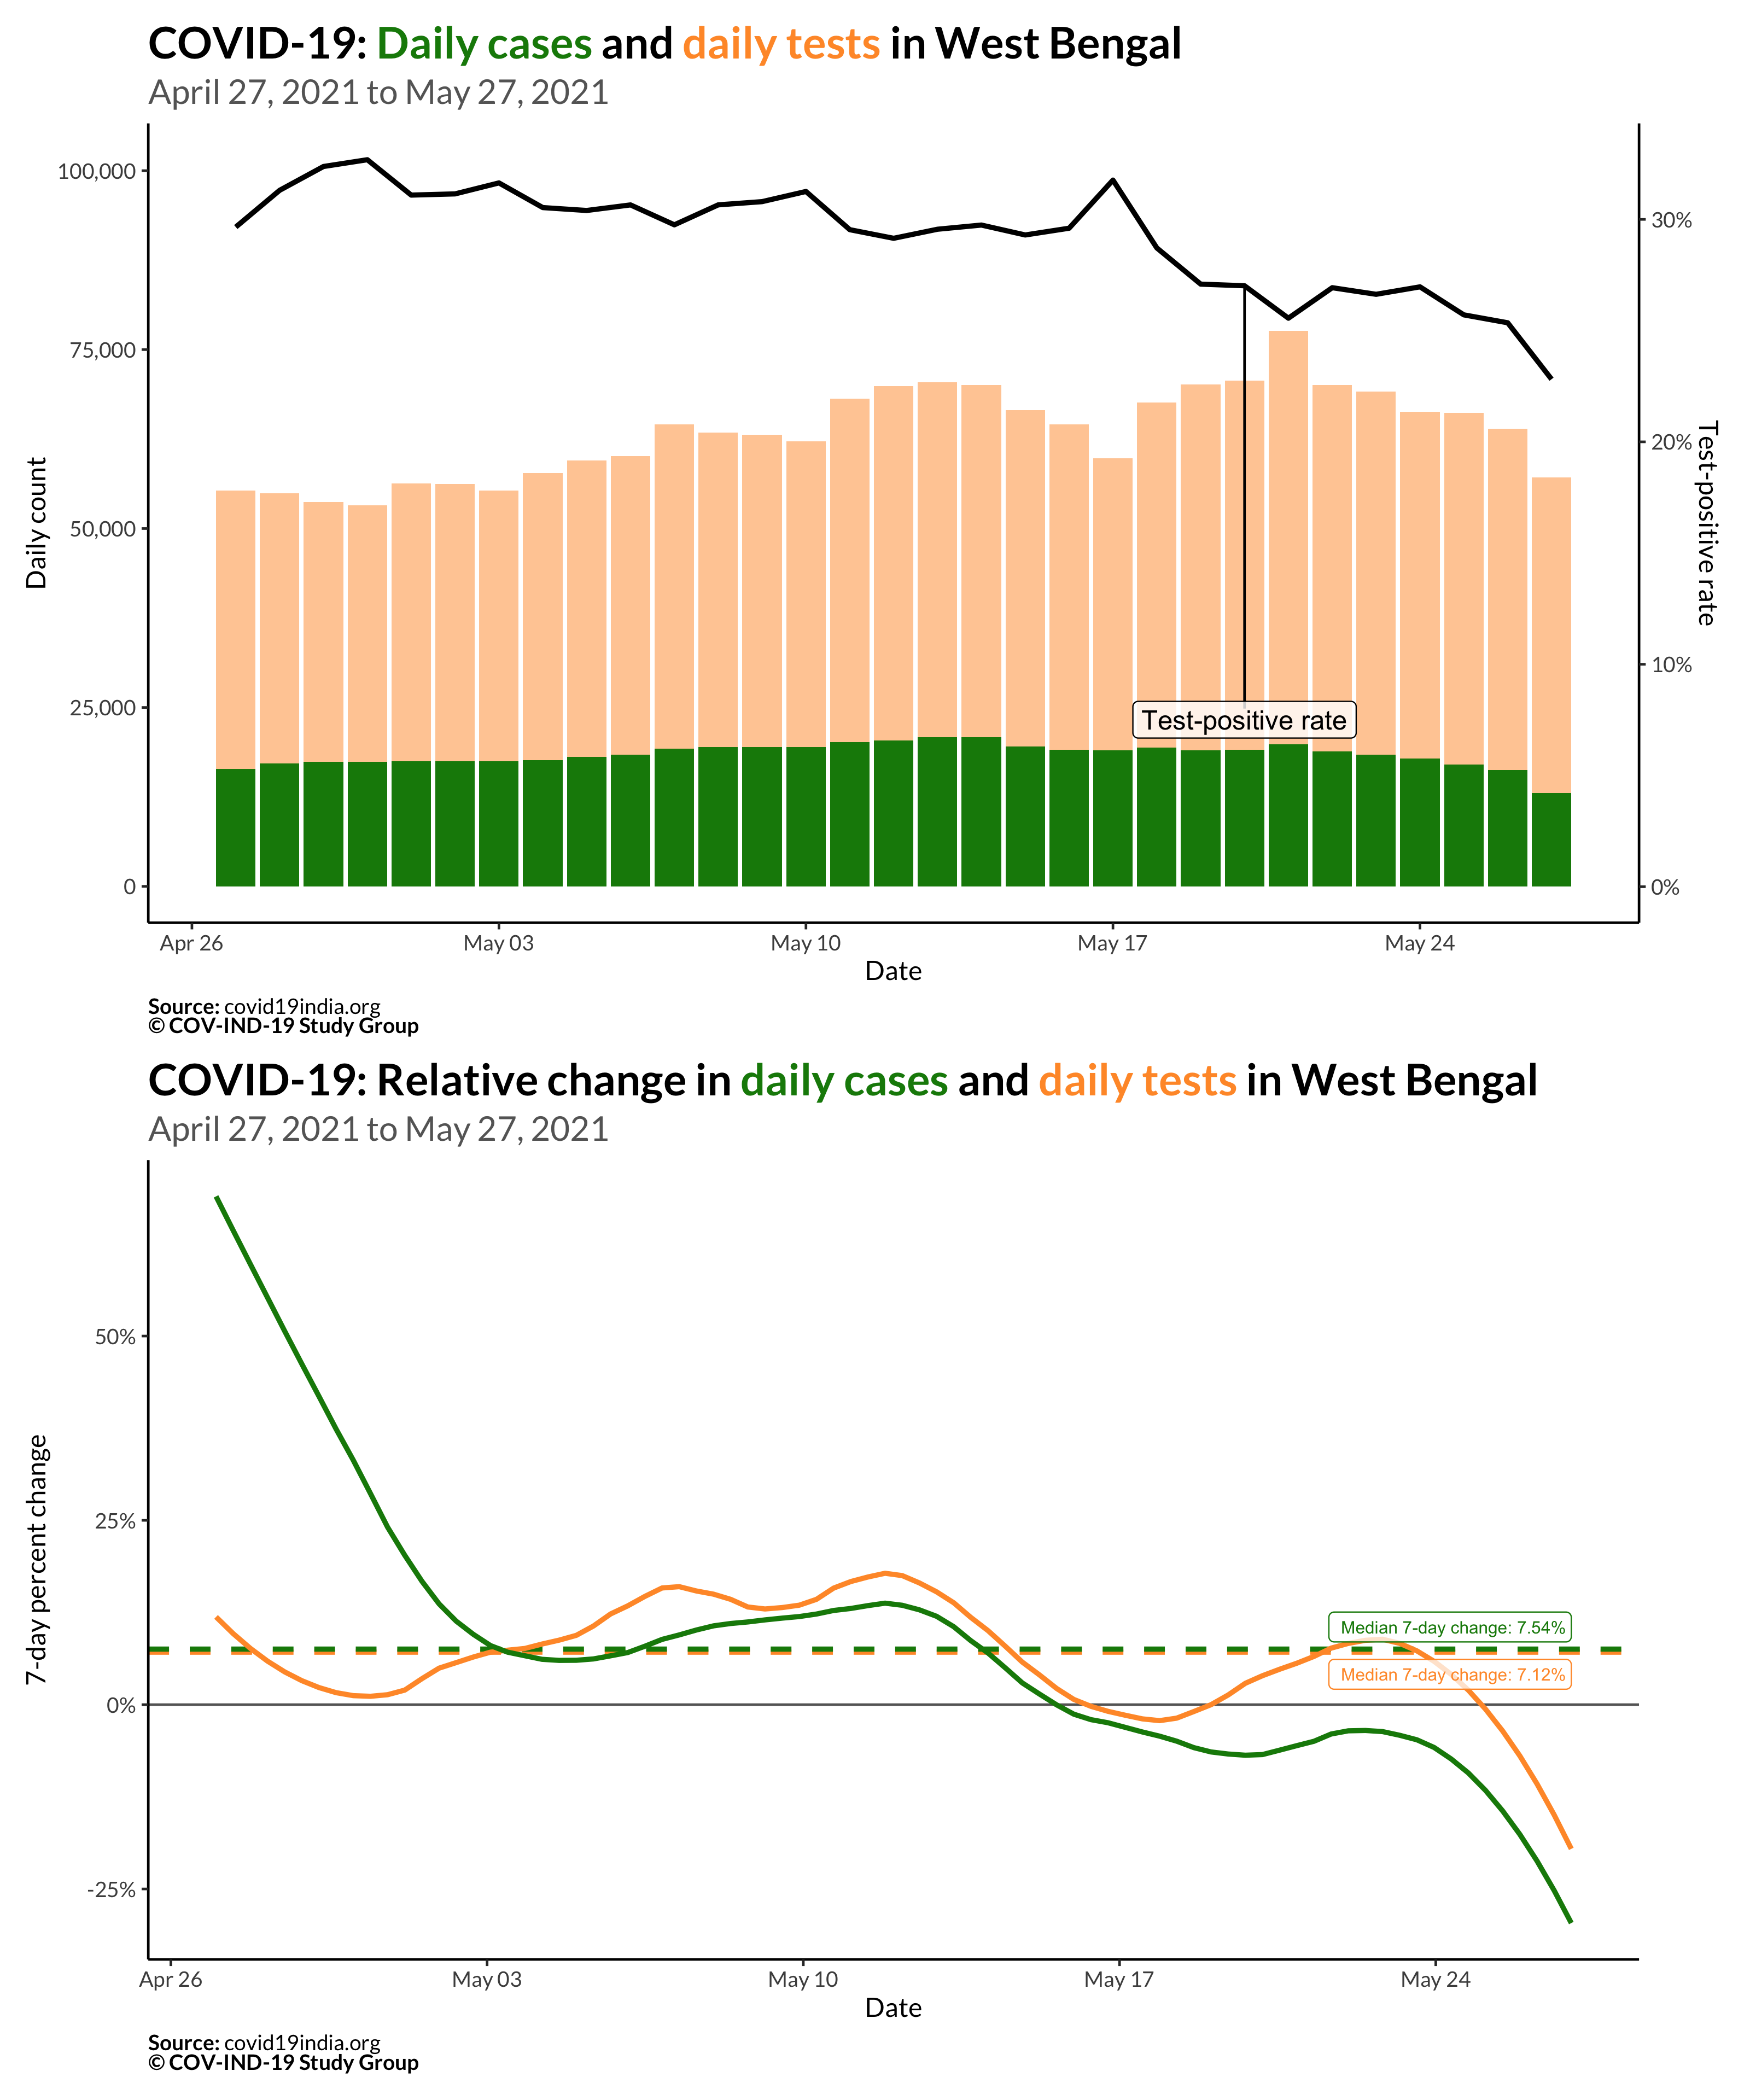 COVID-19: Daily cases and daily tests in West Bengal
April 27, 2021 to May 27, 2021
100,000
75,000
50,000
25,000
0
Daily count
30%
20%
10%
0%
Test-positive rate
Test-positive rate
Apr 26
May 03
May 10
May 17
May 24
Date
Source: covid19india.org
© COV-IND-19 Study Group
COVID-19: Relative change in daily cases and daily tests in West Bengal
April 27, 2021 to May 27, 2021
50%
25%
0%
-25%
7-day percent change
Median 7-day change: 7.54%
Median 7-day change: 7.12%
Apr 26
May 03
May 10
May 17
May 24
Date
Source: covid19india.org
© COV-IND-19 Study Group